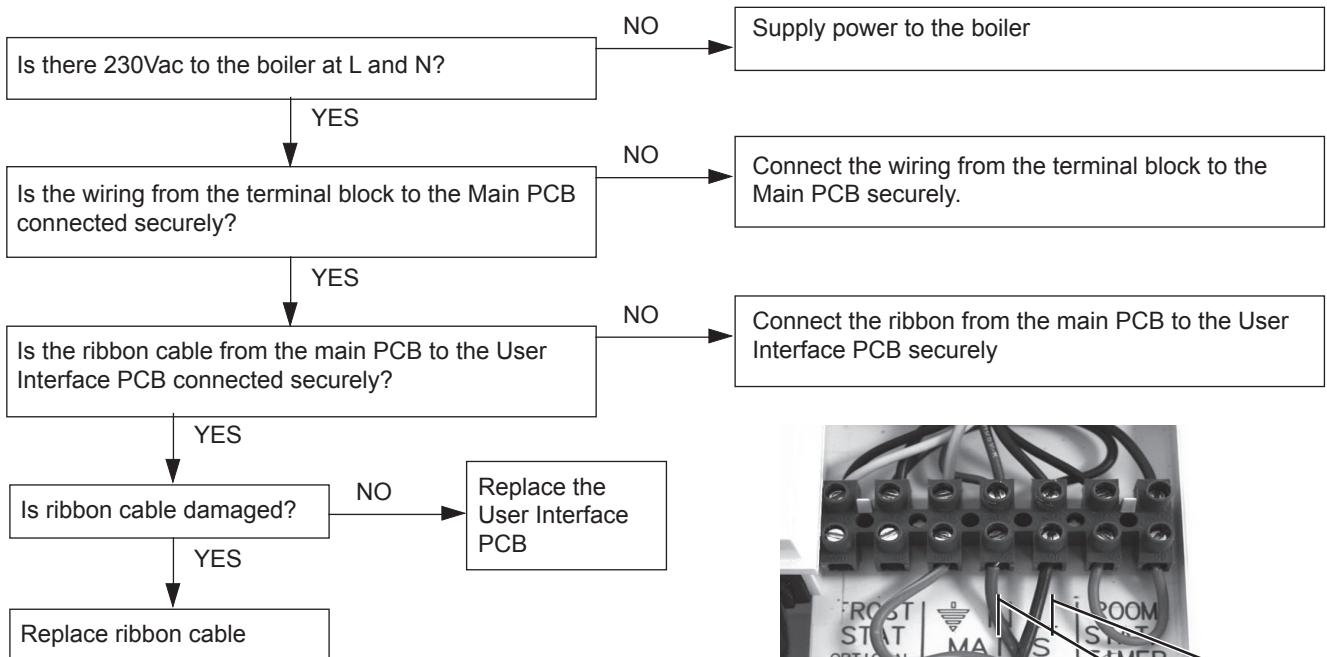 Is there 230Vac to the boiler at L and N?
NO
Supply power to the boiler
YES
Is the wiring from the terminal block to the Main PCB
connected securely?
NO
Connect the wiring from the terminal block to the
Main PCB securely.
YES
Is the ribbon cable from the main PCB to the User
Interface PCB connected securely?
NO
Connect the ribbon from the main PCB to the User
Interface PCB securely
YES
Is ribbon cable damaged?
NO
Replace the
User Interface
PCB
YES
Replace ribbon cable
ROOM
STAT